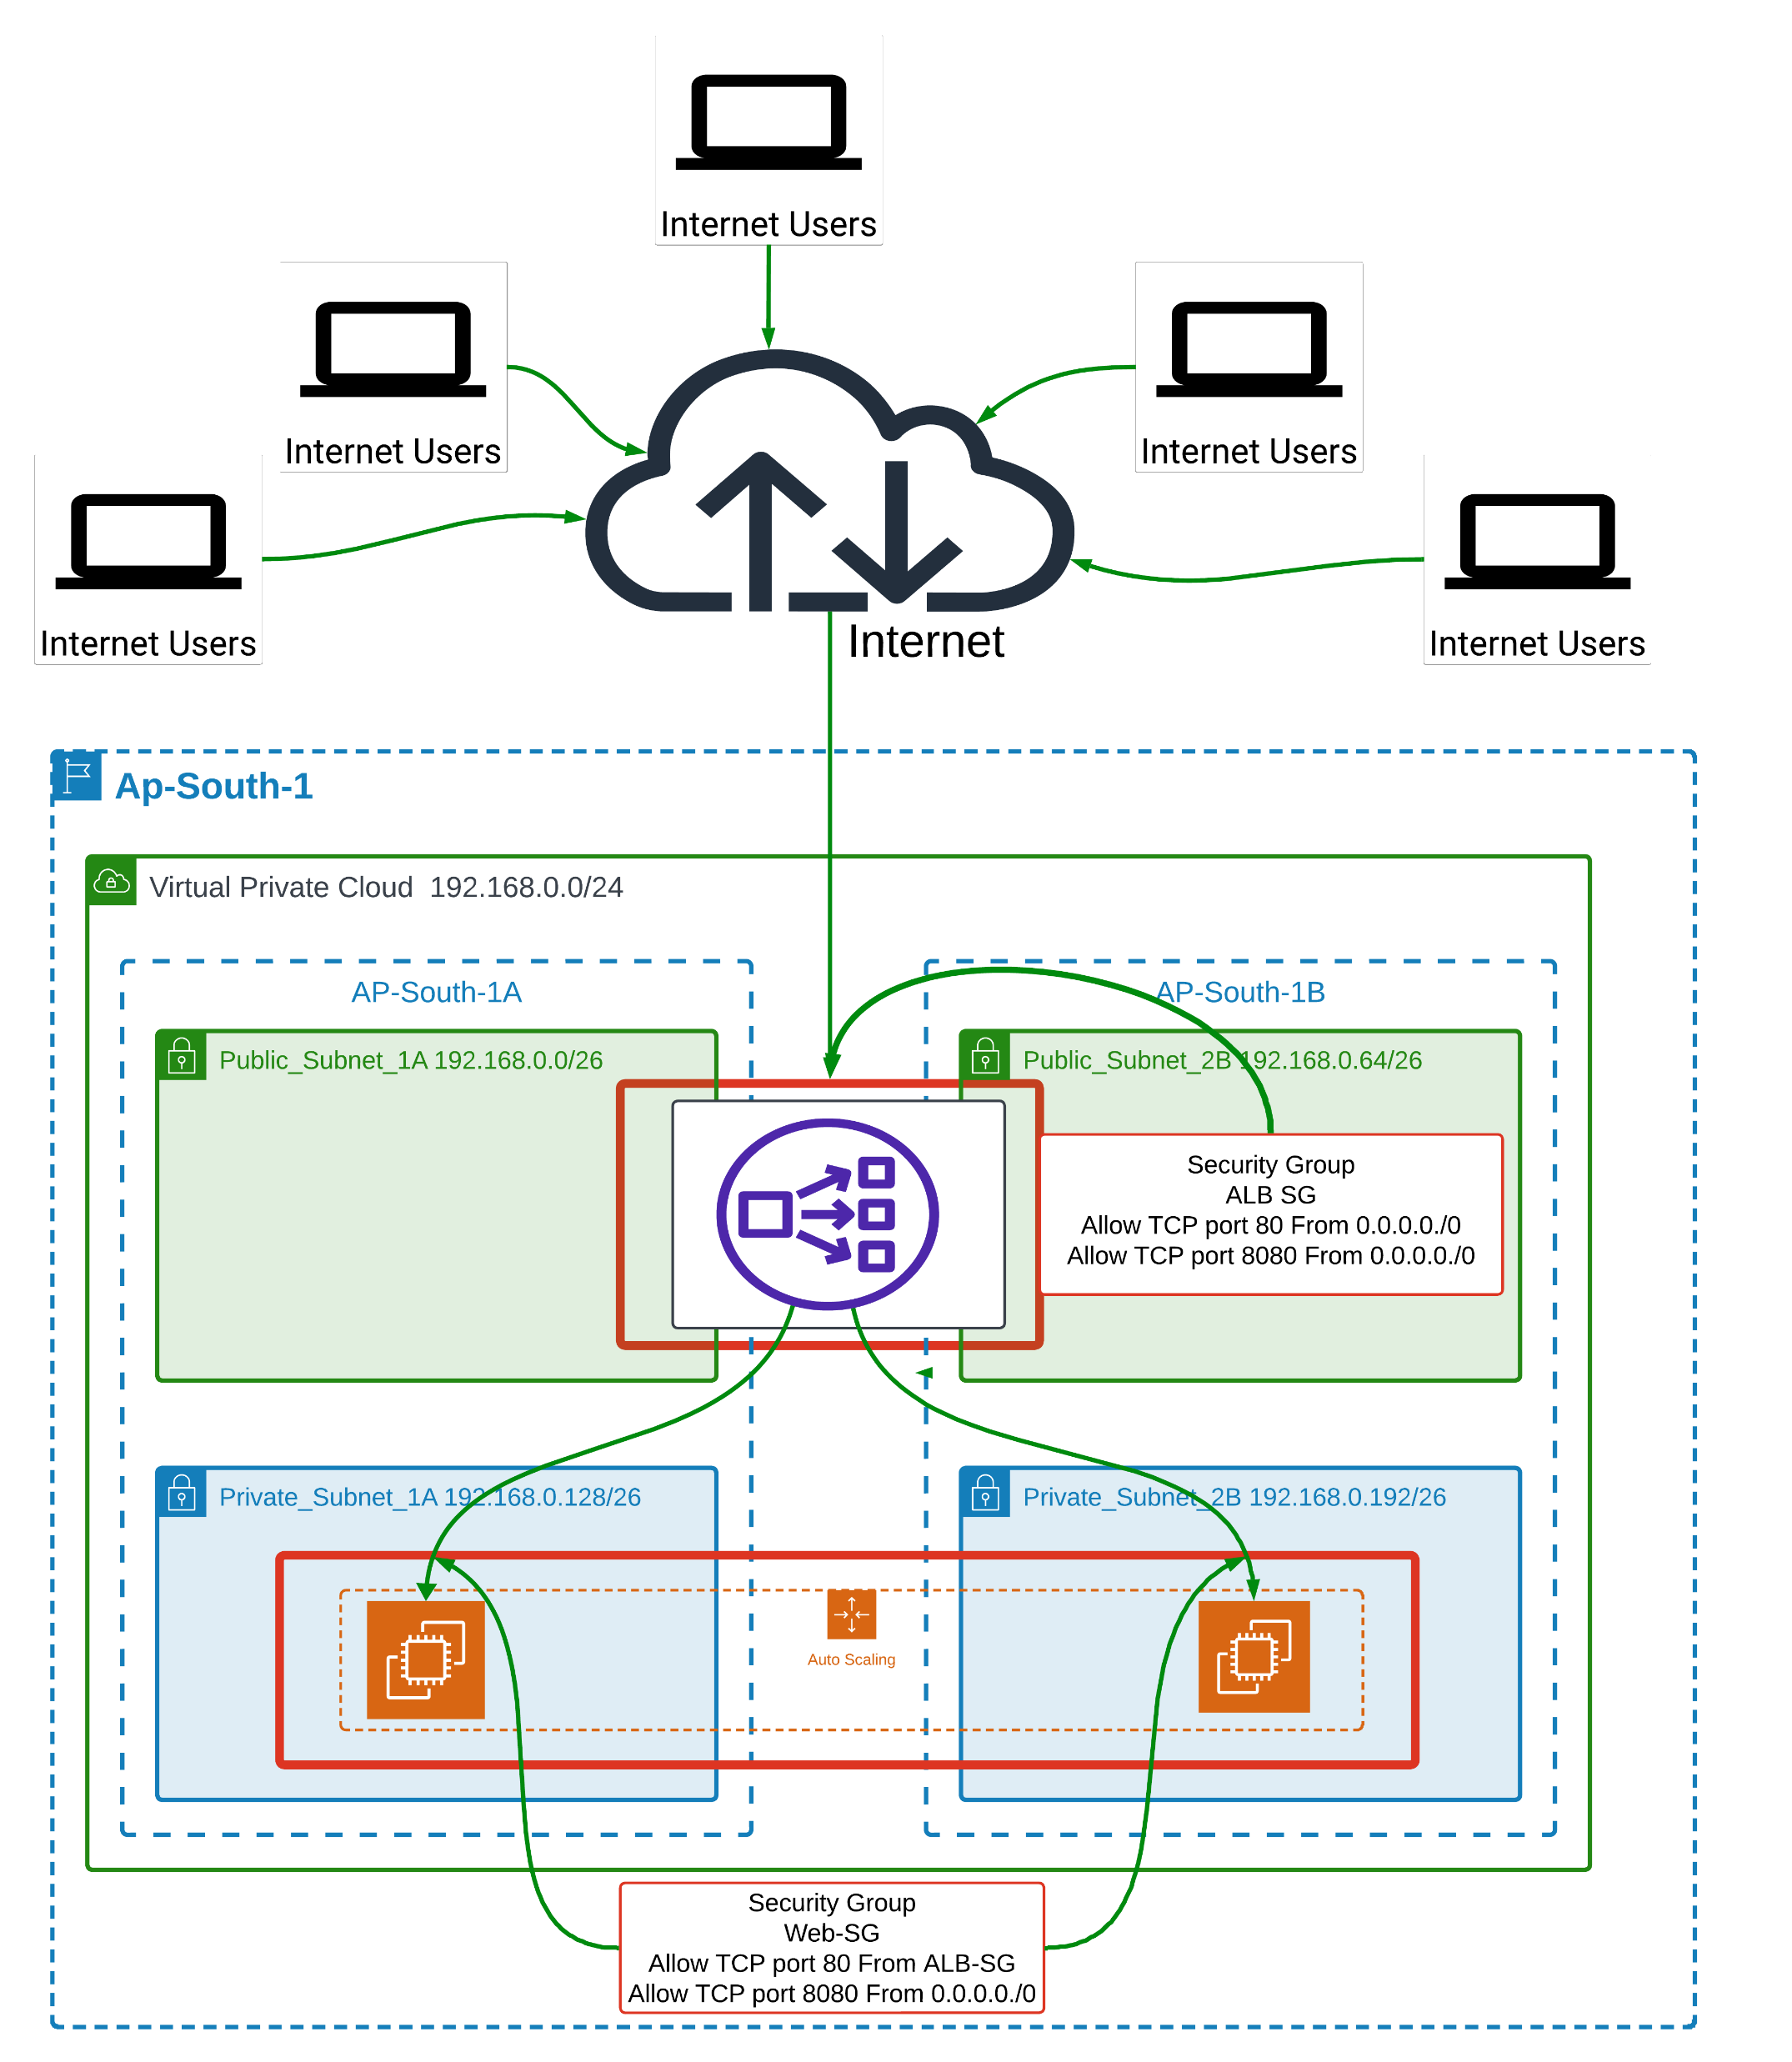 Internet Users
Internet Users
Internet Users
Internet Users
Internet Users
Internet
Ap-South-1
Virtual Private Cloud  192.168.0.0/24
AP-South-1A
AP-South-1B
Public_Subnet_1A 192.168.0.0/26
Public_Subnet_2B 192.168.0.64/26
Security Group
ALB SG
Allow TCP port 80 From 0.0.0.0./0
Allow TCP port 8080 From 0.0.0.0./0
Private_Subnet_1A 192.168.0.128/26
Private_Subnet_2B 192.168.0.192/26
Auto Scaling
Security Group
Web-SG
Allow TCP port 80 From ALB-SG
Allow TCP port 8080 From 0.0.0.0./0